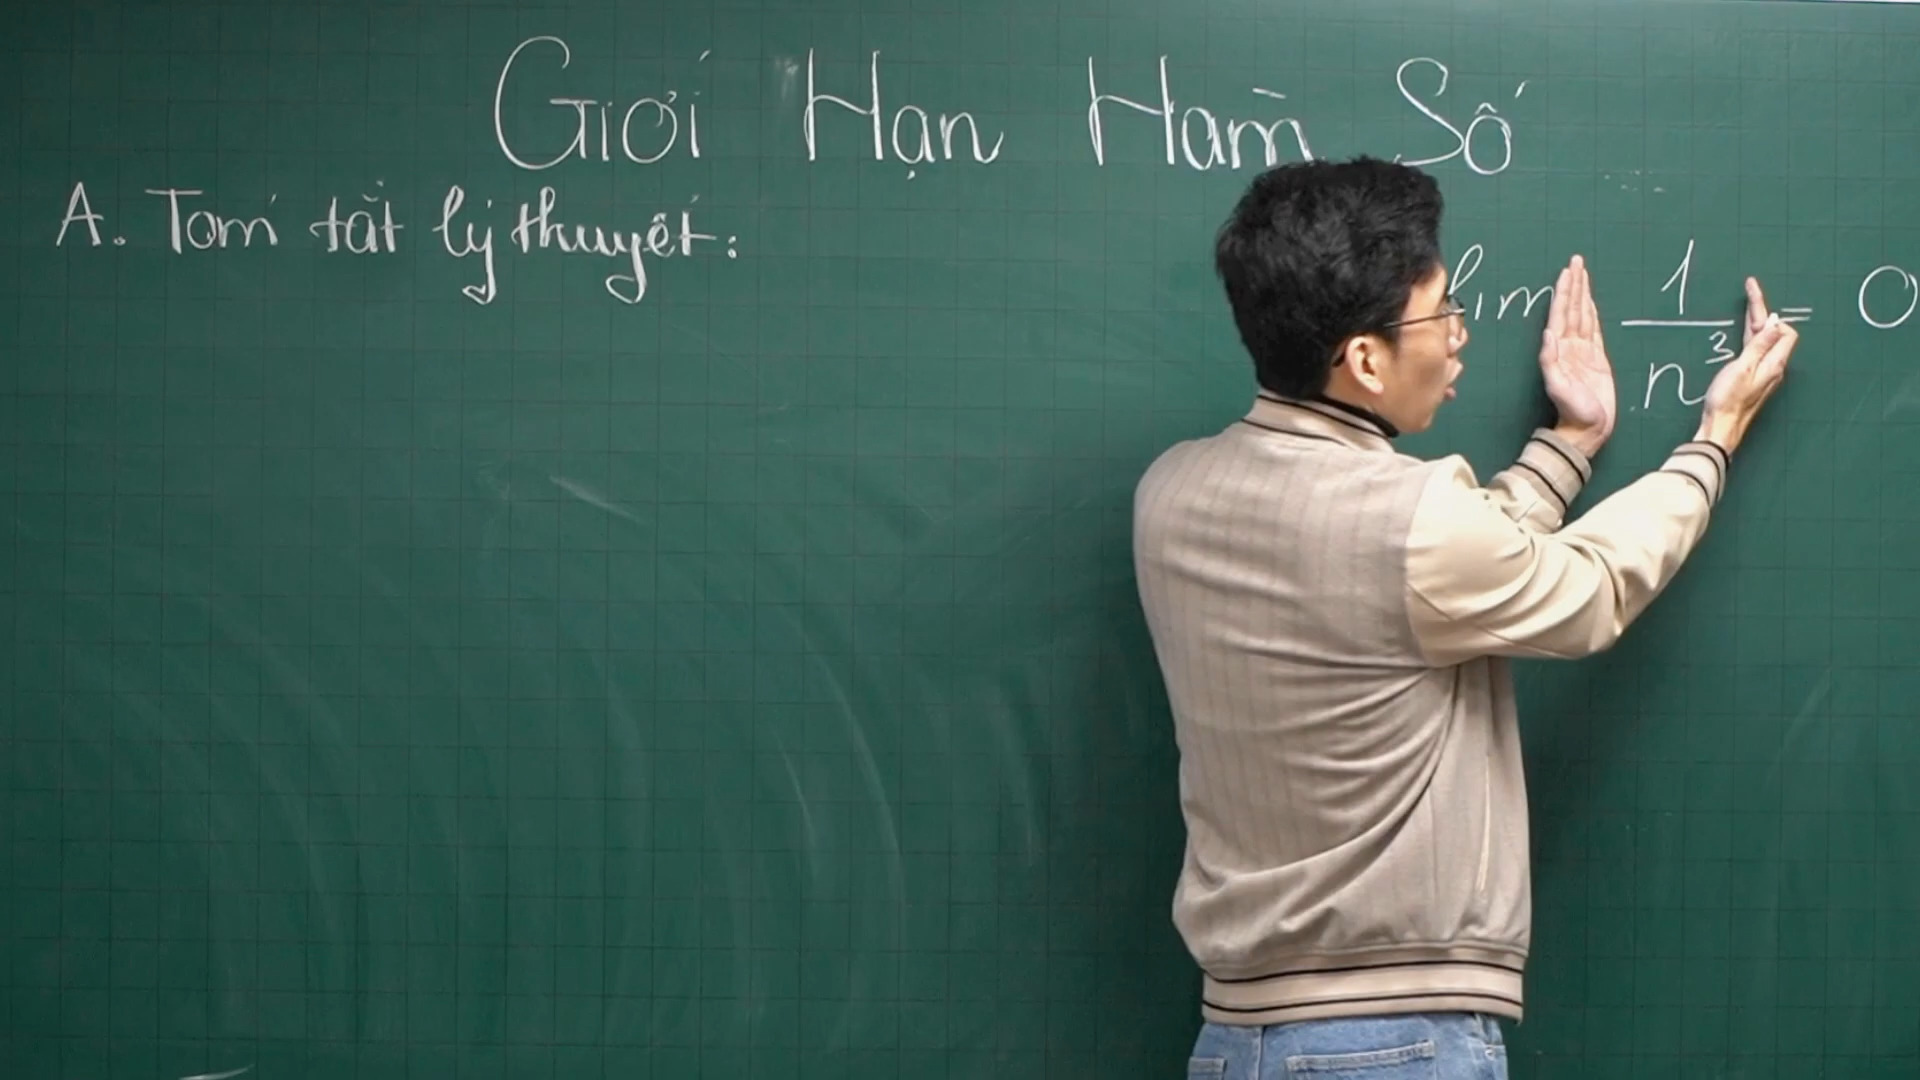 Giới Hạn Hàm Số
A. Tóm tắt lý thuyết:
lim 1/n³ = 0